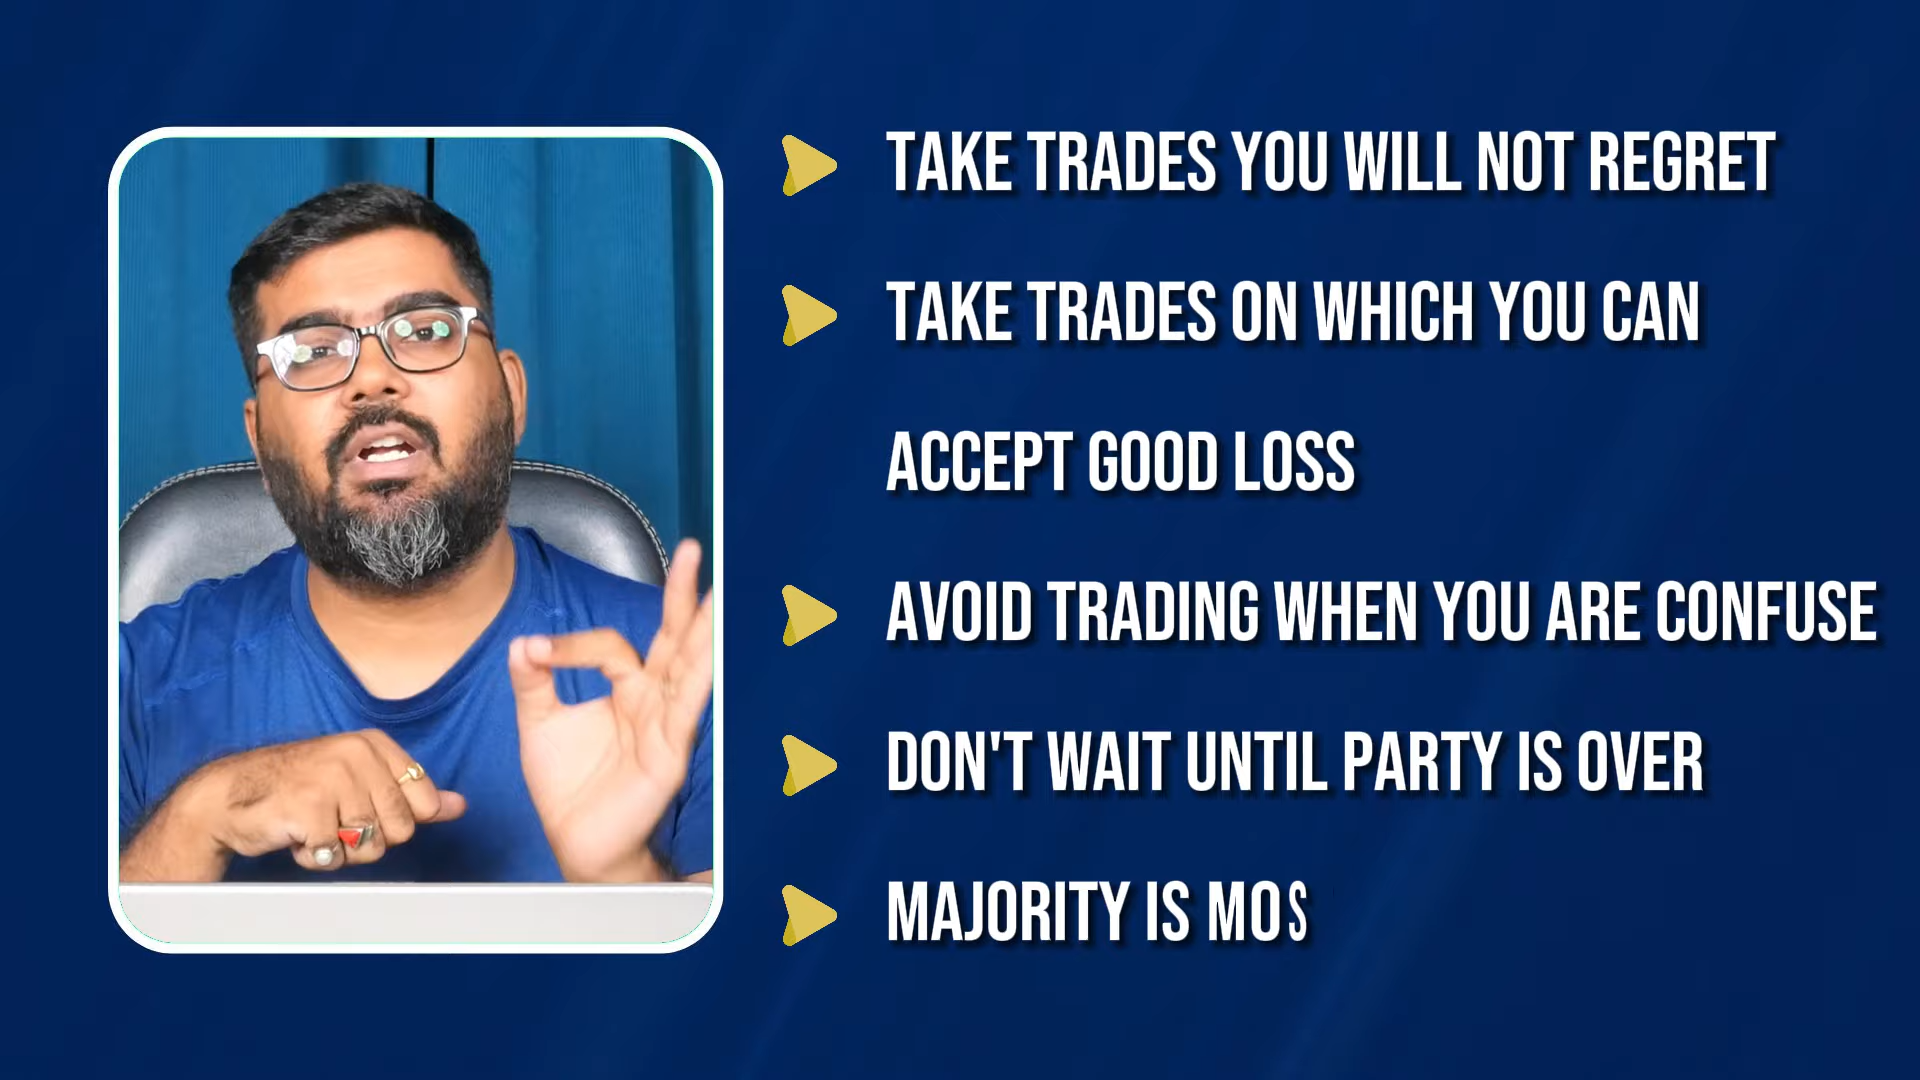 TAKE TRADES YOU WILL NOT REGRET
TAKE TRADES ON WHICH YOU CAN
ACCEPT GOOD LOSS
AVOID TRADING WHEN YOU ARE CONFUSE
DON'T WAIT UNTIL PARTY IS OVER
MAJORITY IS MOS